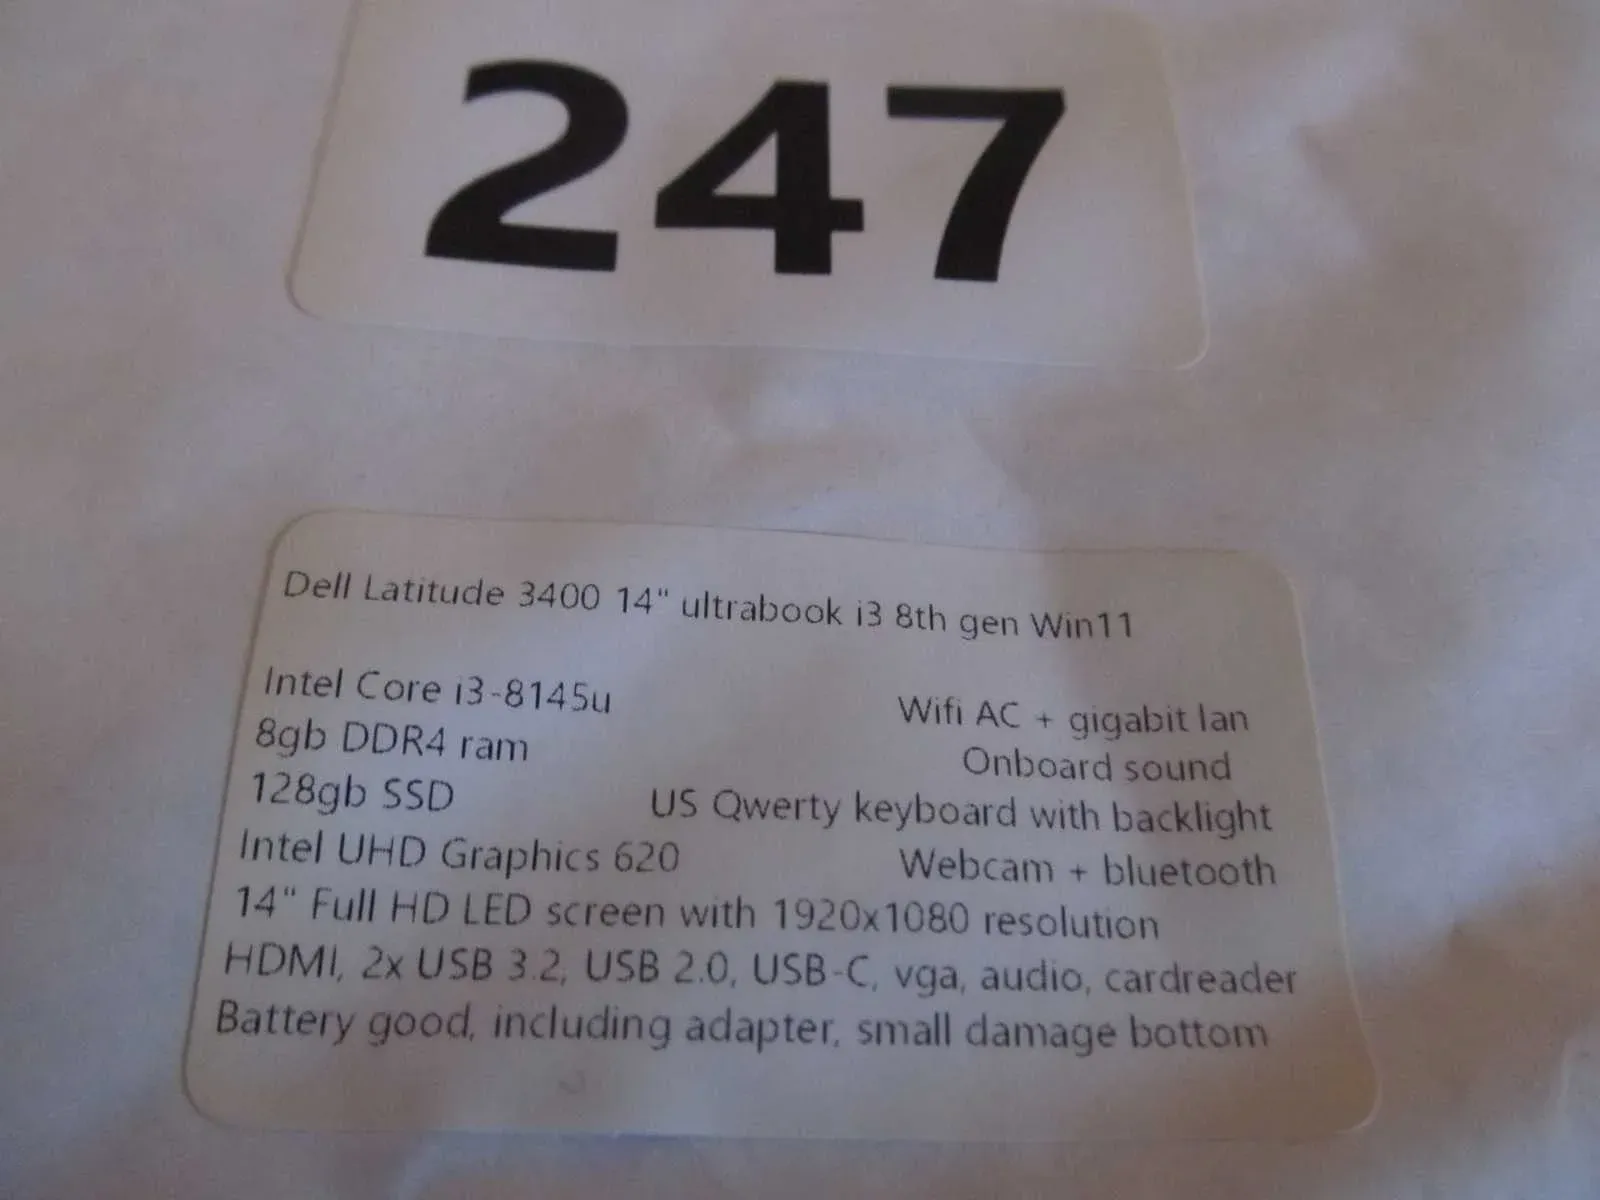 247
Dell Latitude 3400 14" ultrabook i3 8th gen Win11
Intel Core i3-8145u Wifi AC + gigabit lan
8gb DDR4 ram Onboard sound
128gb SSD US Qwerty keyboard with backlight
Intel UHD Graphics 620 Webcam + bluetooth
14" Full HD LED screen with 1920x1080 resolution
HDMI, 2x USB 3.2, USB 2.0, USB-C, vga, audio, cardreader
Battery good, including adapter, small damage bottom